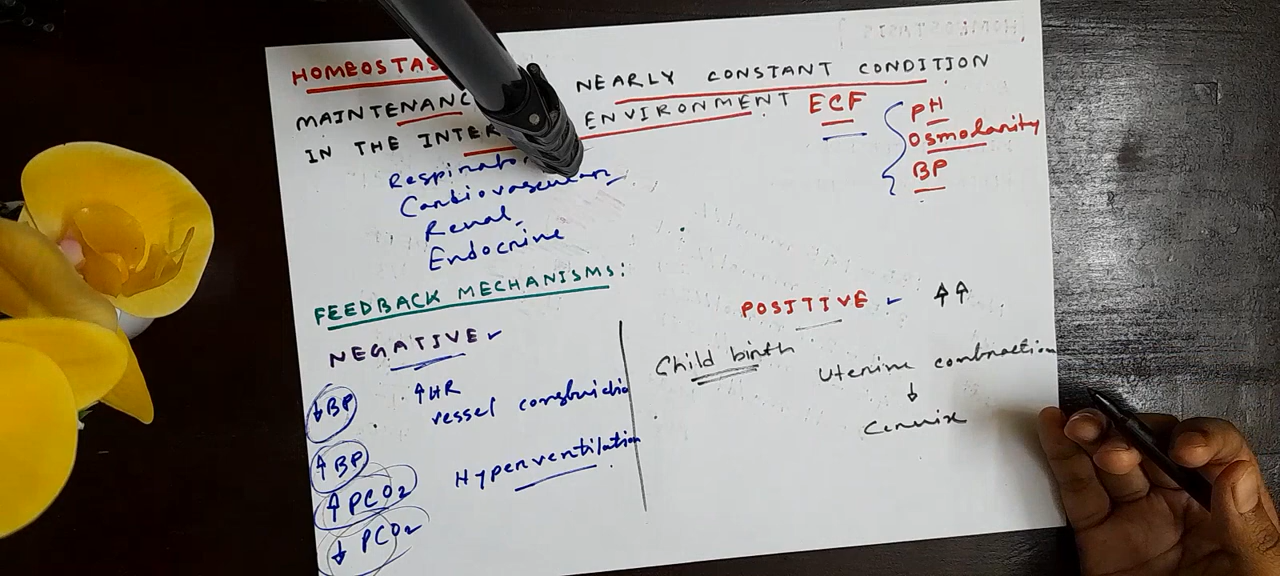 HOMEOSTAS
NEARLY CONSTANT CONDITION
MAINTENANC
IN THE INTER ENVIRONMENT ECF
pH
Osmolarity
BP
Respirato
Cardiovascular
Renal
Endocrine
FEEDBACK MECHANISMS:
NEGATIVE ✓
↓BP ↑HR
vessel constriction
↑BP
↑PCO2 Hyperventilation
↓PCO2
POSITIVE ✓ ↑↑
Child birth
Uterine contraction
↓
Cervix